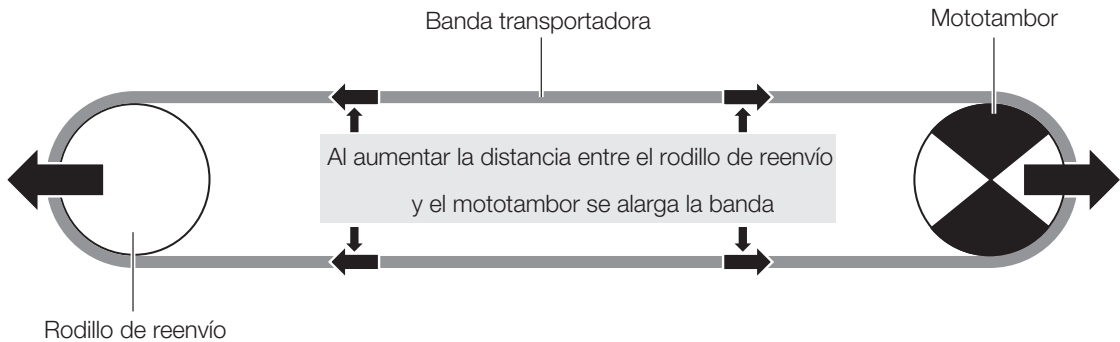 Banda transportadora
Mototambor
Al aumentar la distancia entre el rodillo de reenvío
y el mototambor se alarga la banda
Rodillo de reenvío